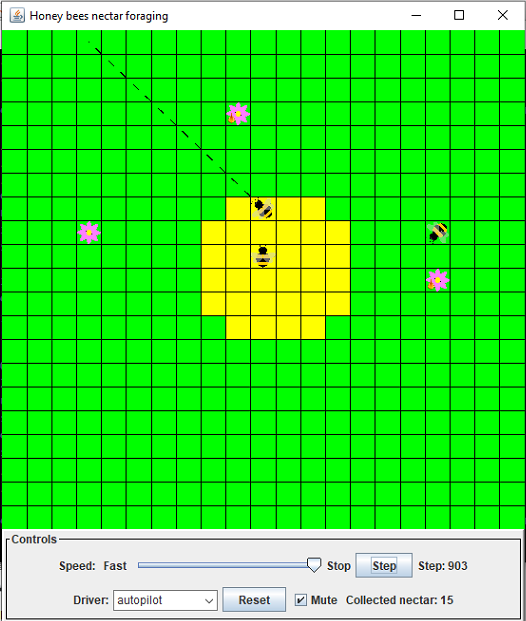 Honey bees nectar foraging
Controls
Speed: Fast Stop Step Step: 903
Driver: autopilot Reset Mute Collected nectar: 15